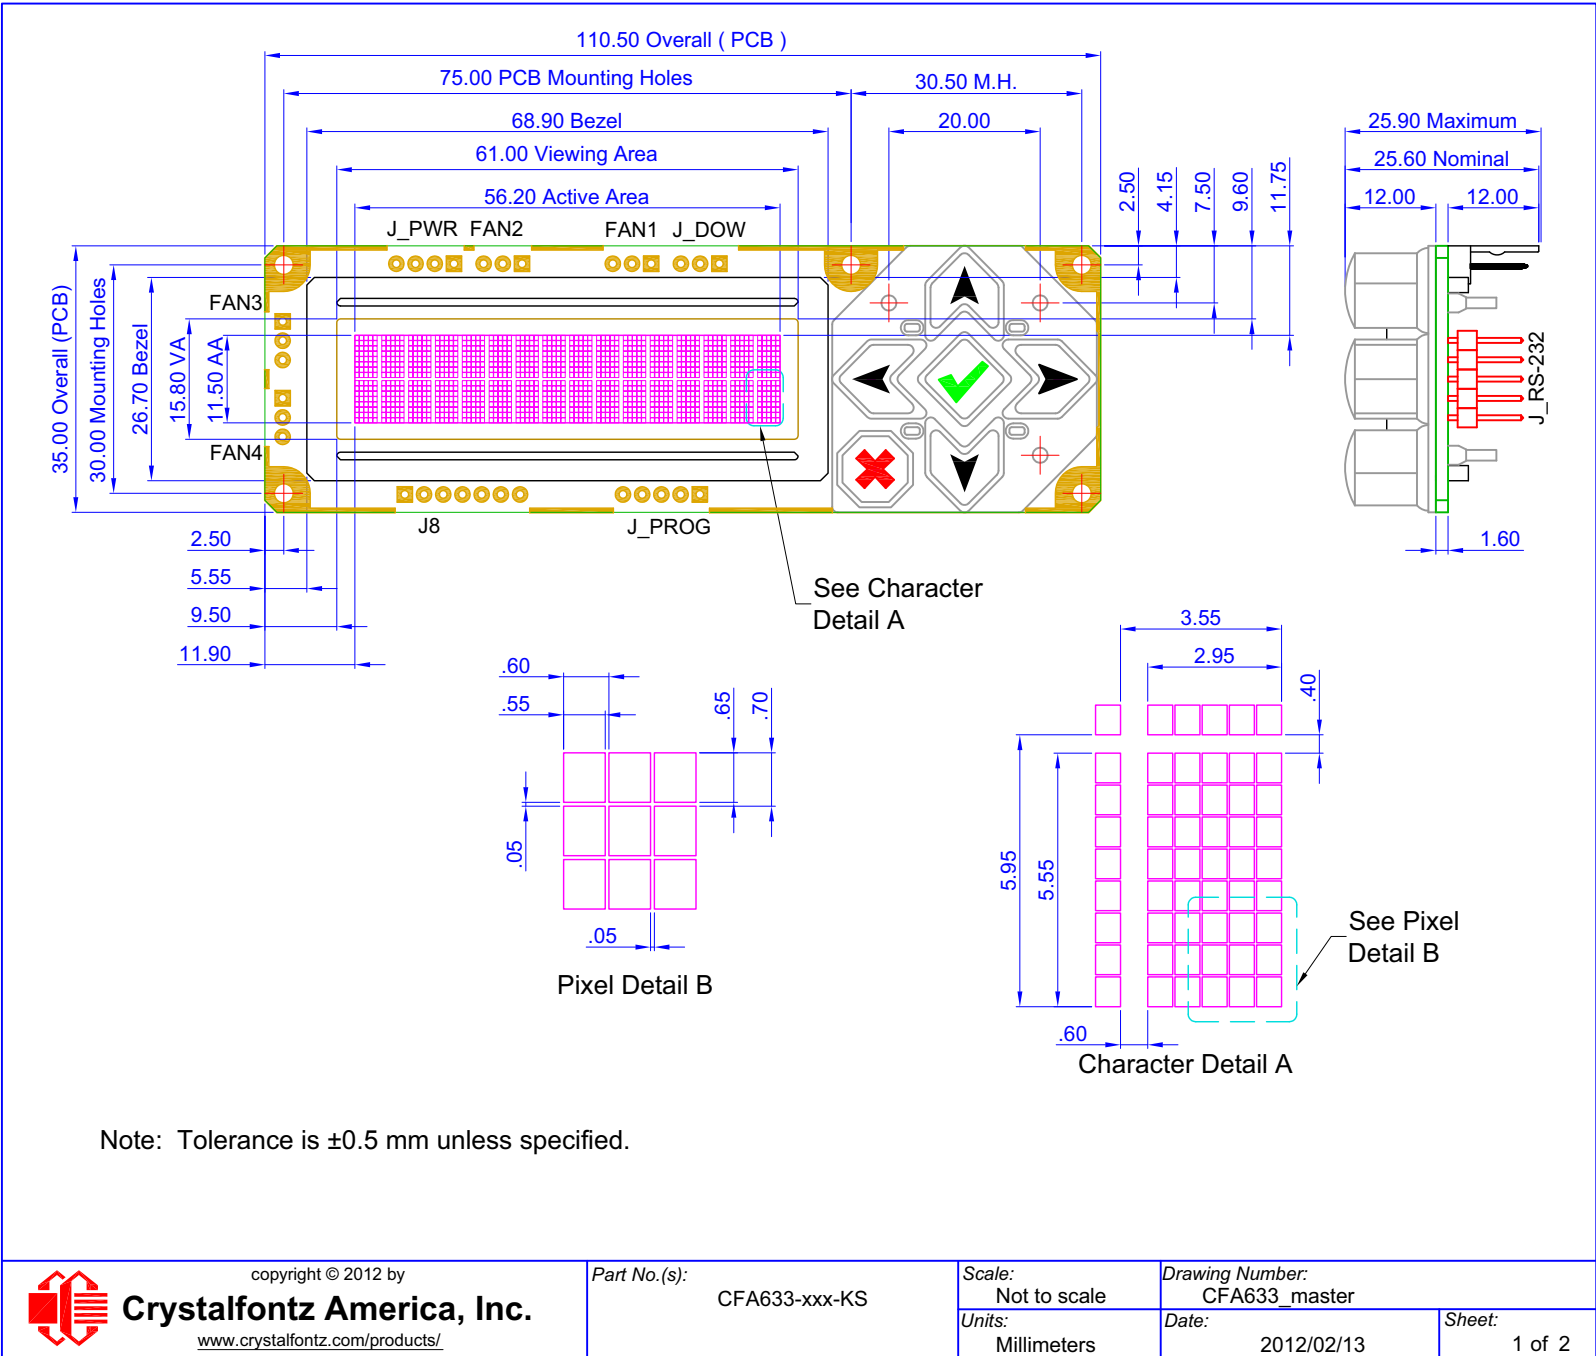 110.50 Overall ( PCB )
75.00 PCB Mounting Holes
30.50 M.H.
68.90 Bezel
20.00
61.00 Viewing Area
56.20 Active Area
2.50
4.15
7.50
9.60
11.75
25.90 Maximum
25.60 Nominal
12.00
12.00
J_PWR FAN2
FAN1 J_DOW
FAN3
FAN4
35.00 Overall (PCB)
30.00 Mounting Holes
26.70 Bezel
15.80 VA
11.50 AA
J_RS-232
J8
J_PROG
2.50
5.55
9.50
11.90
1.60
See Character
Detail A
.60
.55
.65
.70
.05
.05
Pixel Detail B
3.55
2.95
.40
5.95
5.55
.60
See Pixel
Detail B
Character Detail A
Note: Tolerance is ±0.5 mm unless specified.
copyright © 2012 by
Crystalfontz America, Inc.
www.crystalfontz.com/products/
Part No.(s):
CFA633-xxx-KS
Scale:
Not to scale
Drawing Number:
CFA633_master
Units:
Millimeters
Date:
2012/02/13
Sheet:
1 of 2